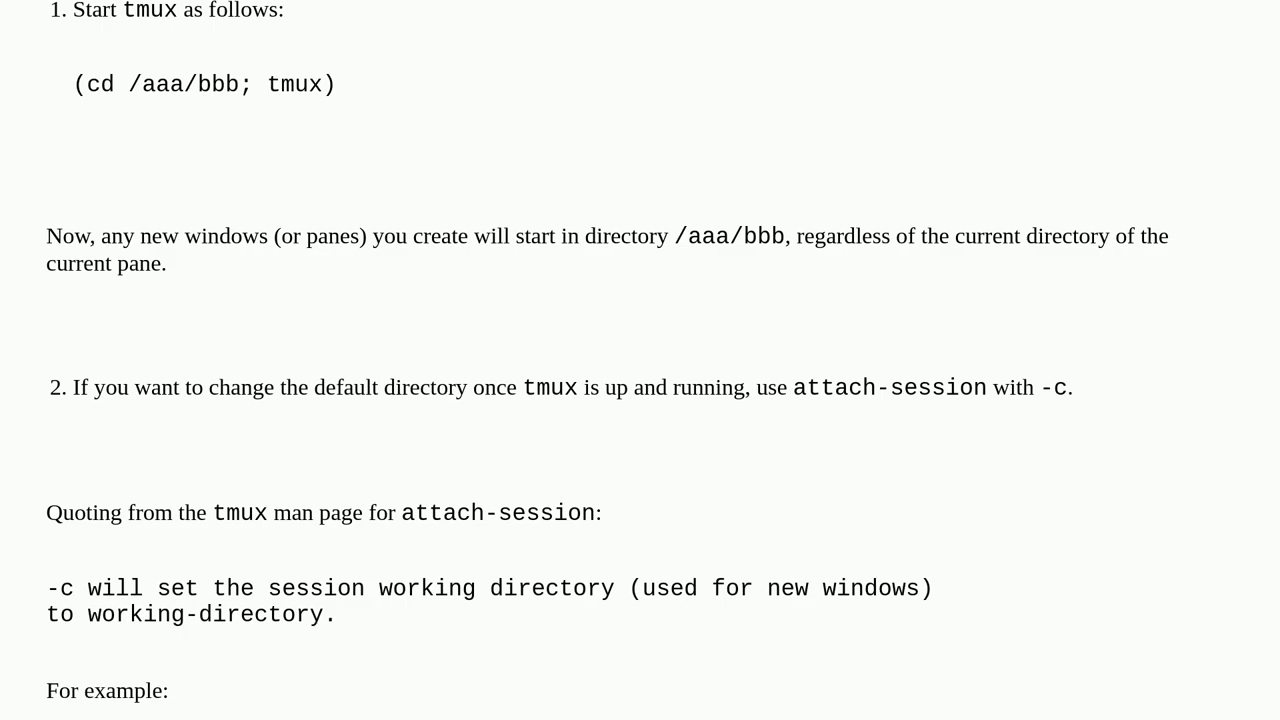 1. Start tmux as follows:
(cd /aaa/bbb; tmux)
Now, any new windows (or panes) you create will start in directory /aaa/bbb, regardless of the current directory of the
current pane.
2. If you want to change the default directory once tmux is up and running, use attach-session with -c.
Quoting from the tmux man page for attach-session:
-c will set the session working directory (used for new windows)
to working-directory.
For example: